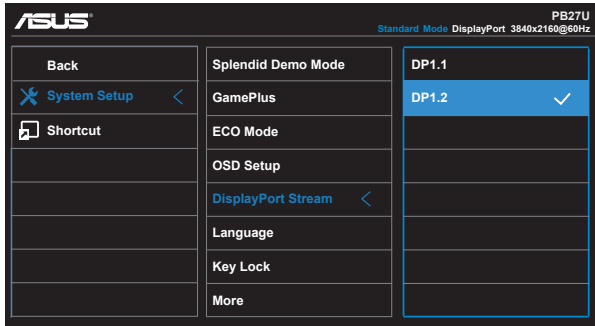 ASUS
PB27U
Standard Mode DisplayPort 3840x2160@60Hz
Back
System Setup
Shortcut
Splendid Demo Mode
GamePlus
ECO Mode
OSD Setup
DisplayPort Stream
Language
Key Lock
More
DP1.1
DP1.2